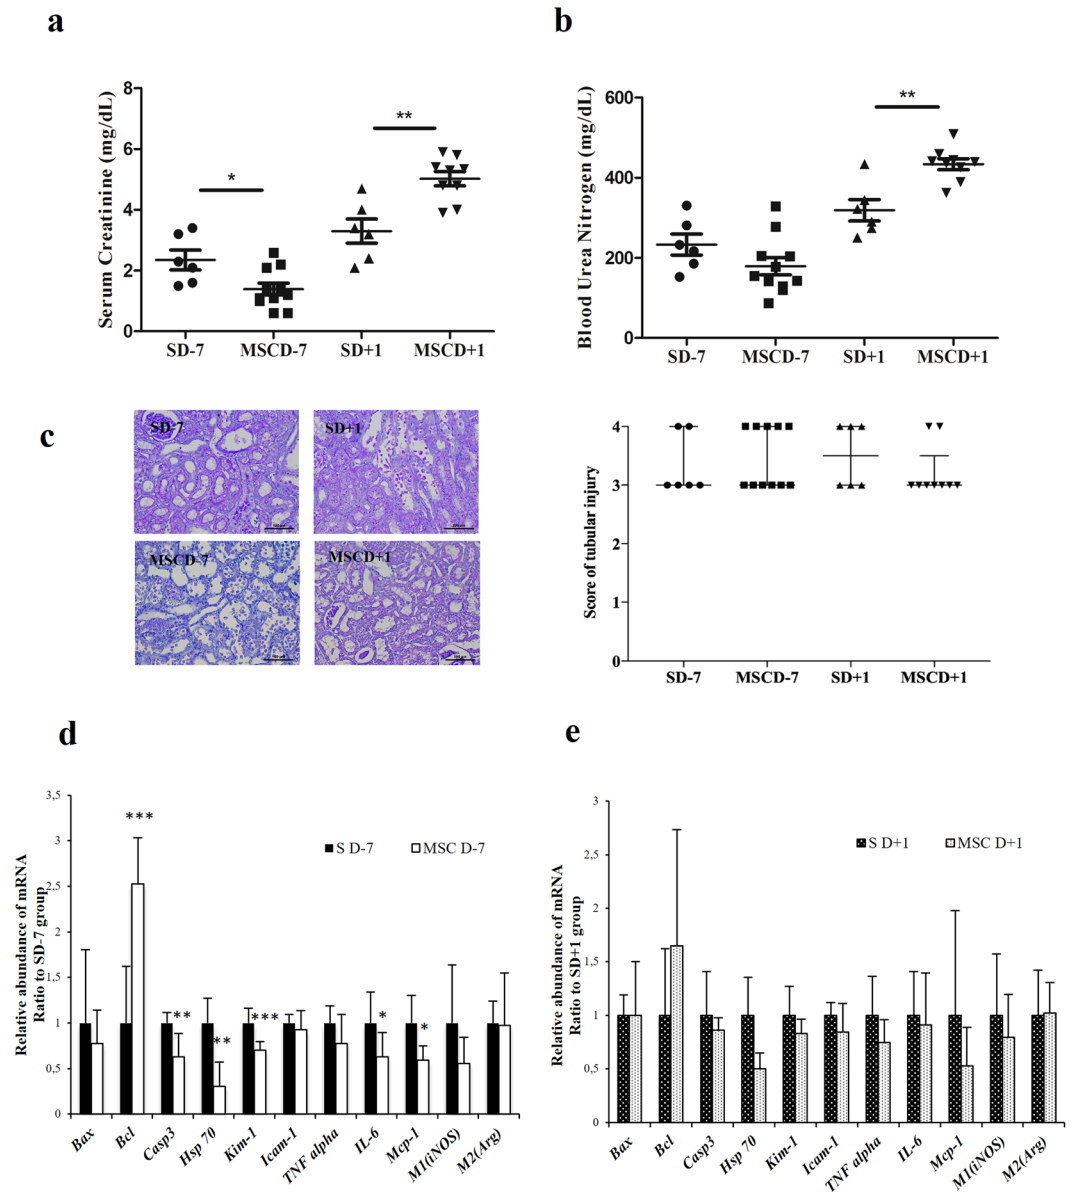 a
Serum Creatinine (mg/dL)
8
6
4
2
0
*
**
SD-7 MSCD-7 SD+1 MSCD+1
b
Blood Urea Nitrogen (mg/dL)
600
400
200
0
**
SD-7 MSCD-7 SD+1 MSCD+1
c
SD-7
SD+1
MSCD-7
MSCD+1
Score of tubular injury
4
3
2
1
0
SD-7 MSCD-7 SD+1 MSCD+1
d
Relative abundance of mRNA
Ratio to SD-7 group
3,5
3
2,5
2
1,5
1
0,5
0
S D-7 MSC D-7
***
**
**
***
*
*
Bax Bcl Casp3 Hsp 70 Kim-1 Icam-1 TNF alpha IL-6 Mcp-1 M1(iNOS) M2(Arg)
e
Relative abundance of mRNA
Ratio to SD+1 group
3
2,5
2
1,5
1
0,5
0
S D+1 MSC D+1
Bax Bcl Casp3 Hsp 70 Kim-1 Icam-1 TNF alpha IL-6 Mcp-1 M1(iNOS) M2(Arg)